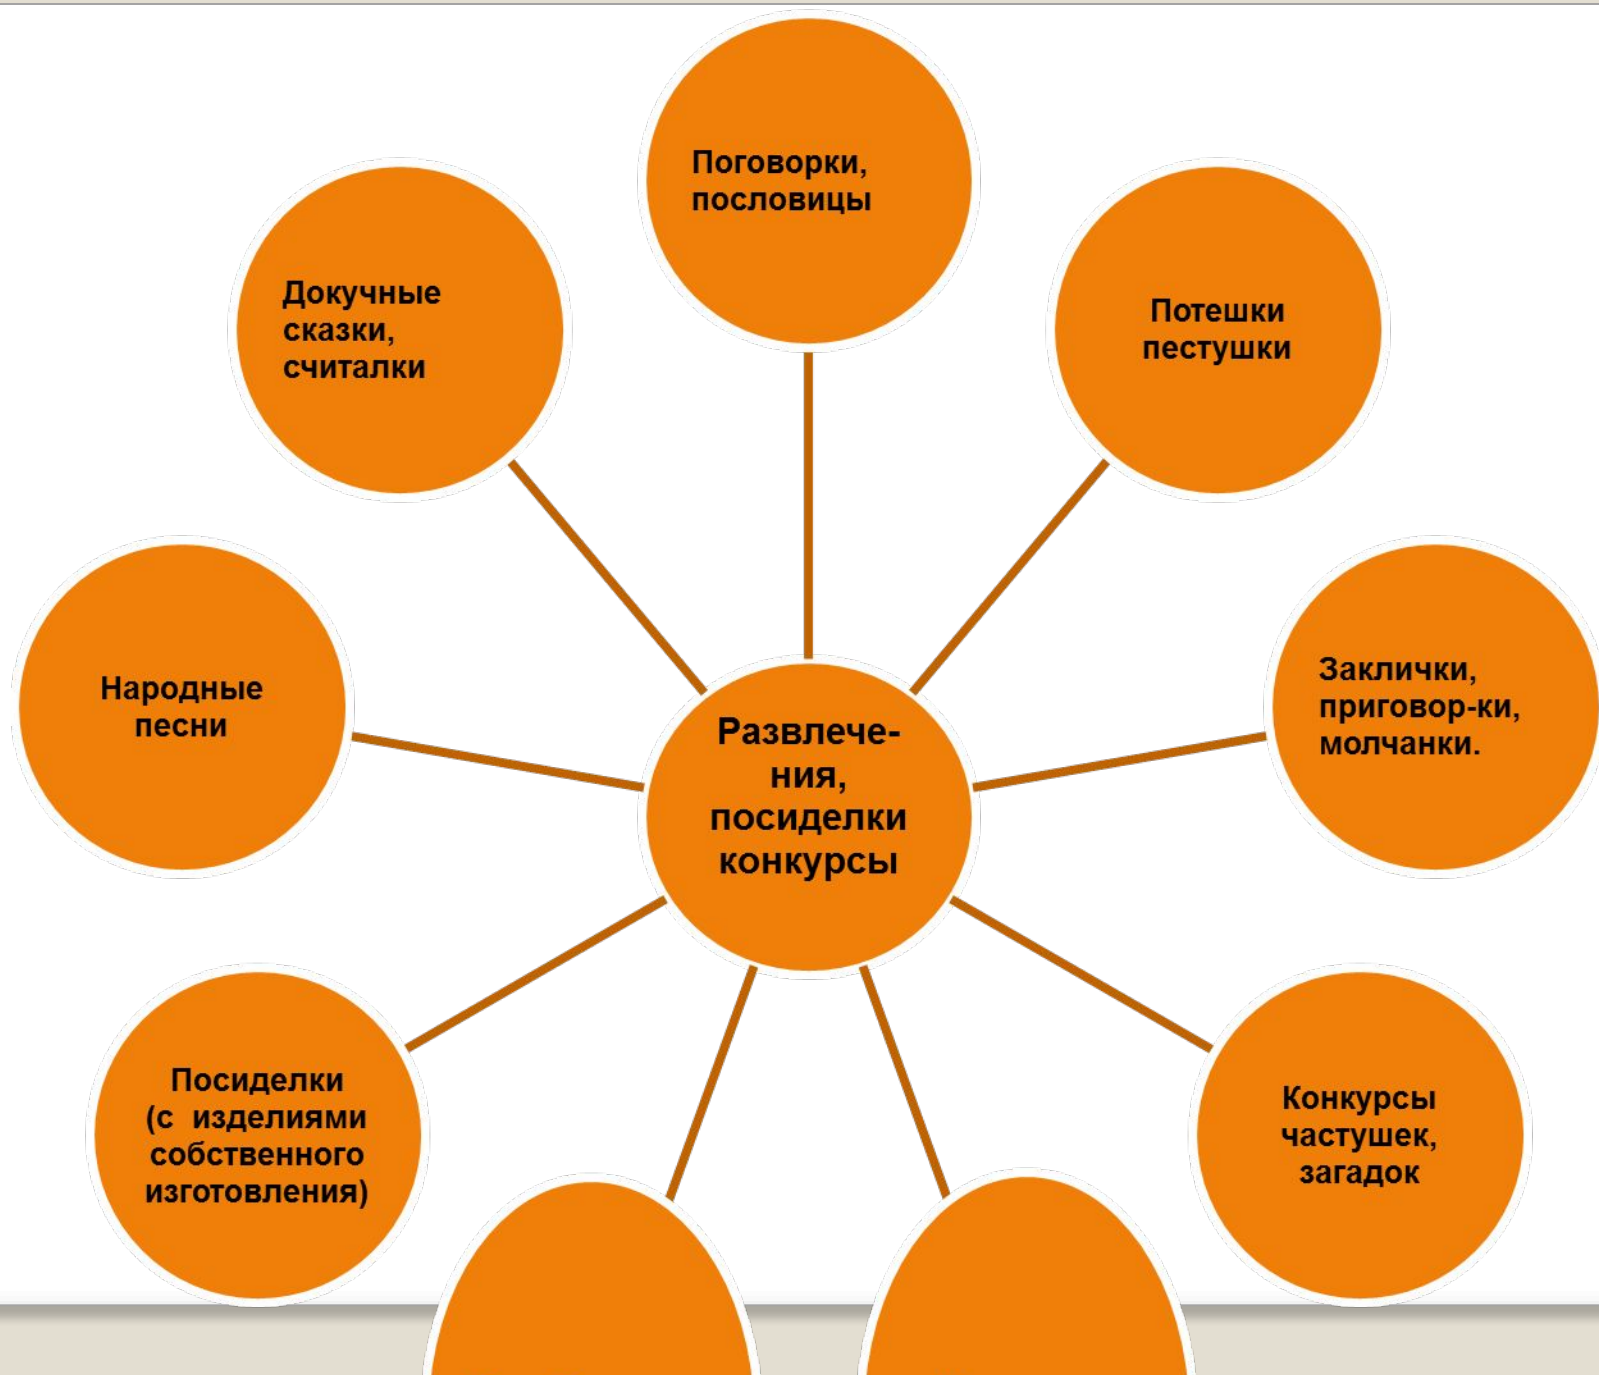 Поговорки,
пословицы
Потешки
пестушки
Заклички,
приговор-ки,
молчанки.
Конкурсы
частушек,
загадок
Посиделки
(с изделиями
собственного
изготовления)
Народные
песни
Докучные
сказки,
считалки
Развлече-
ния,
посиделки
конкурсы